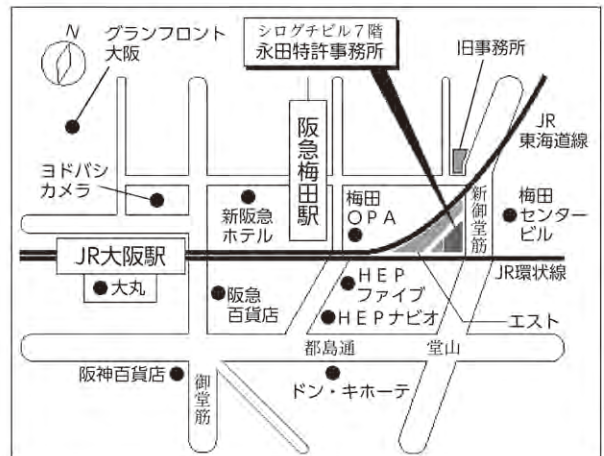 N
グランフロント
大阪
シログチビル7階
永田特許事務所
旧事務所
JR
東海道線
ヨドバシ
カメラ
新阪急
ホテル
阪急梅田駅
梅田
OPA
新御堂筋
梅田
センター
ビル
JR大阪駅
大丸
阪急
百貨店
HEP
ファイブ
HEPナビオ
JR環状線
エスト
都島通
堂山
阪神百貨店
御堂筋
ドン・キホーテ